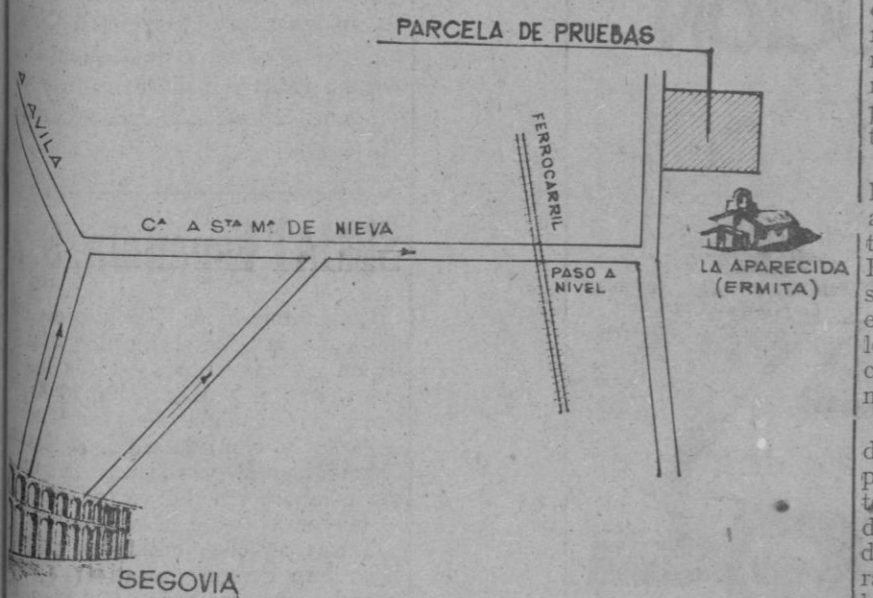 PARCELA DE PRUEBAS
A AVILA
FERROCARRIL
Cª A Sᵀᴬ Mª DE NIEVA
PASO A
NIVEL
LA APARECIDA
(ERMITA)
SEGOVIA